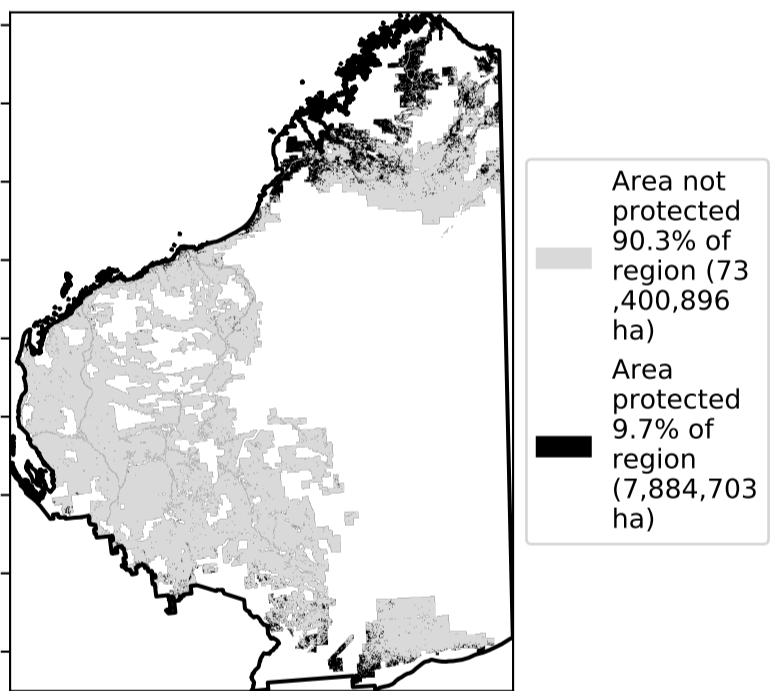 Area not
protected
90.3% of
region (73
,400,896
ha)
Area
protected
9.7% of
region
(7,884,703
ha)